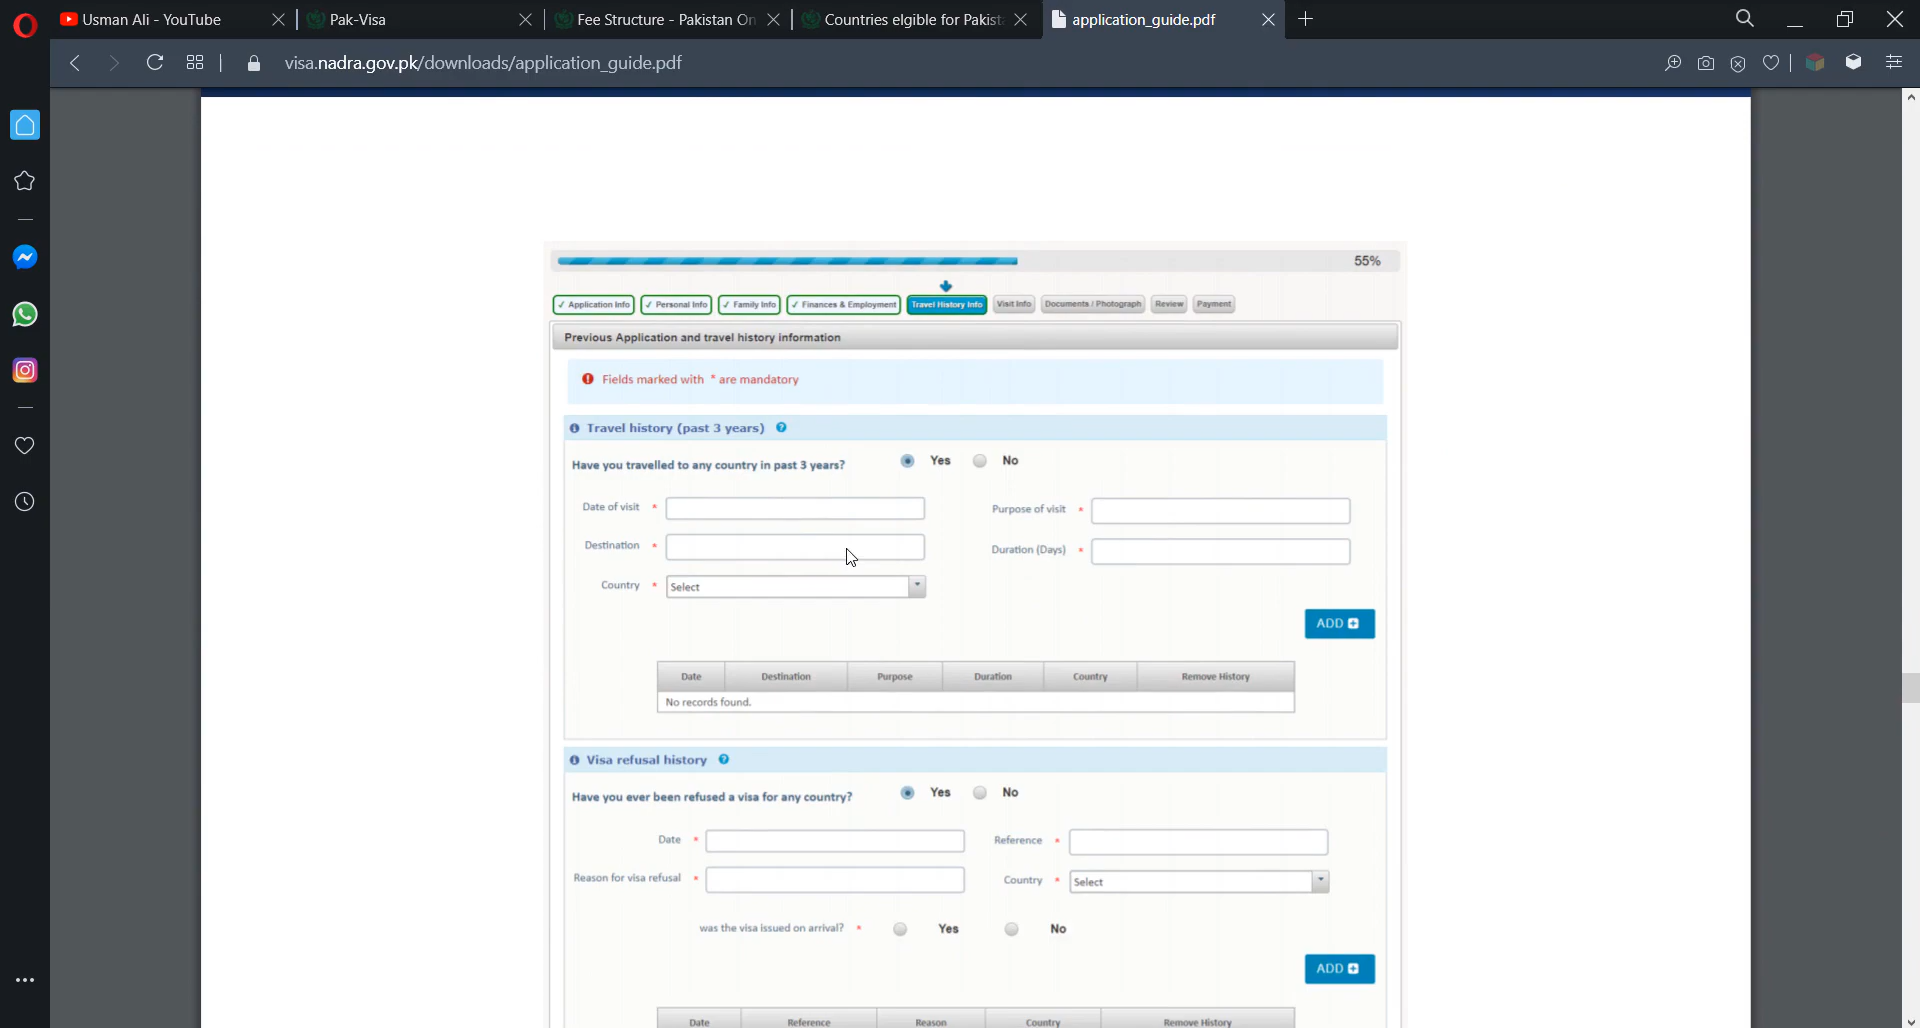 Usman Ali - YouTube
Pak-Visa
Fee Structure - Pakistan On
Countries elgible for Pakist
application_guide.pdf
visa.nadra.gov.pk/downloads/application_guide.pdf
55%
✓ Application Info ✓ Personal Info ✓ Family Info ✓ Finances & Employment Travel History Info Visit Info Documents / Photograph Review Payment
Previous Application and travel history information
Fields marked with * are mandatory
Travel history (past 3 years) ?
Have you travelled to any country in past 3 years? Yes No
Date of visit * Purpose of visit *
Destination * Duration (Days) *
Country * Select
ADD
Date Destination Purpose Duration Country Remove History
No records found.
Visa refusal history ?
Have you ever been refused a visa for any country? Yes No
Date * Reference *
Reason for visa refusal * Country * Select
was the visa issued on arrival? * Yes No
ADD
Date Reference Reason Country Remove History